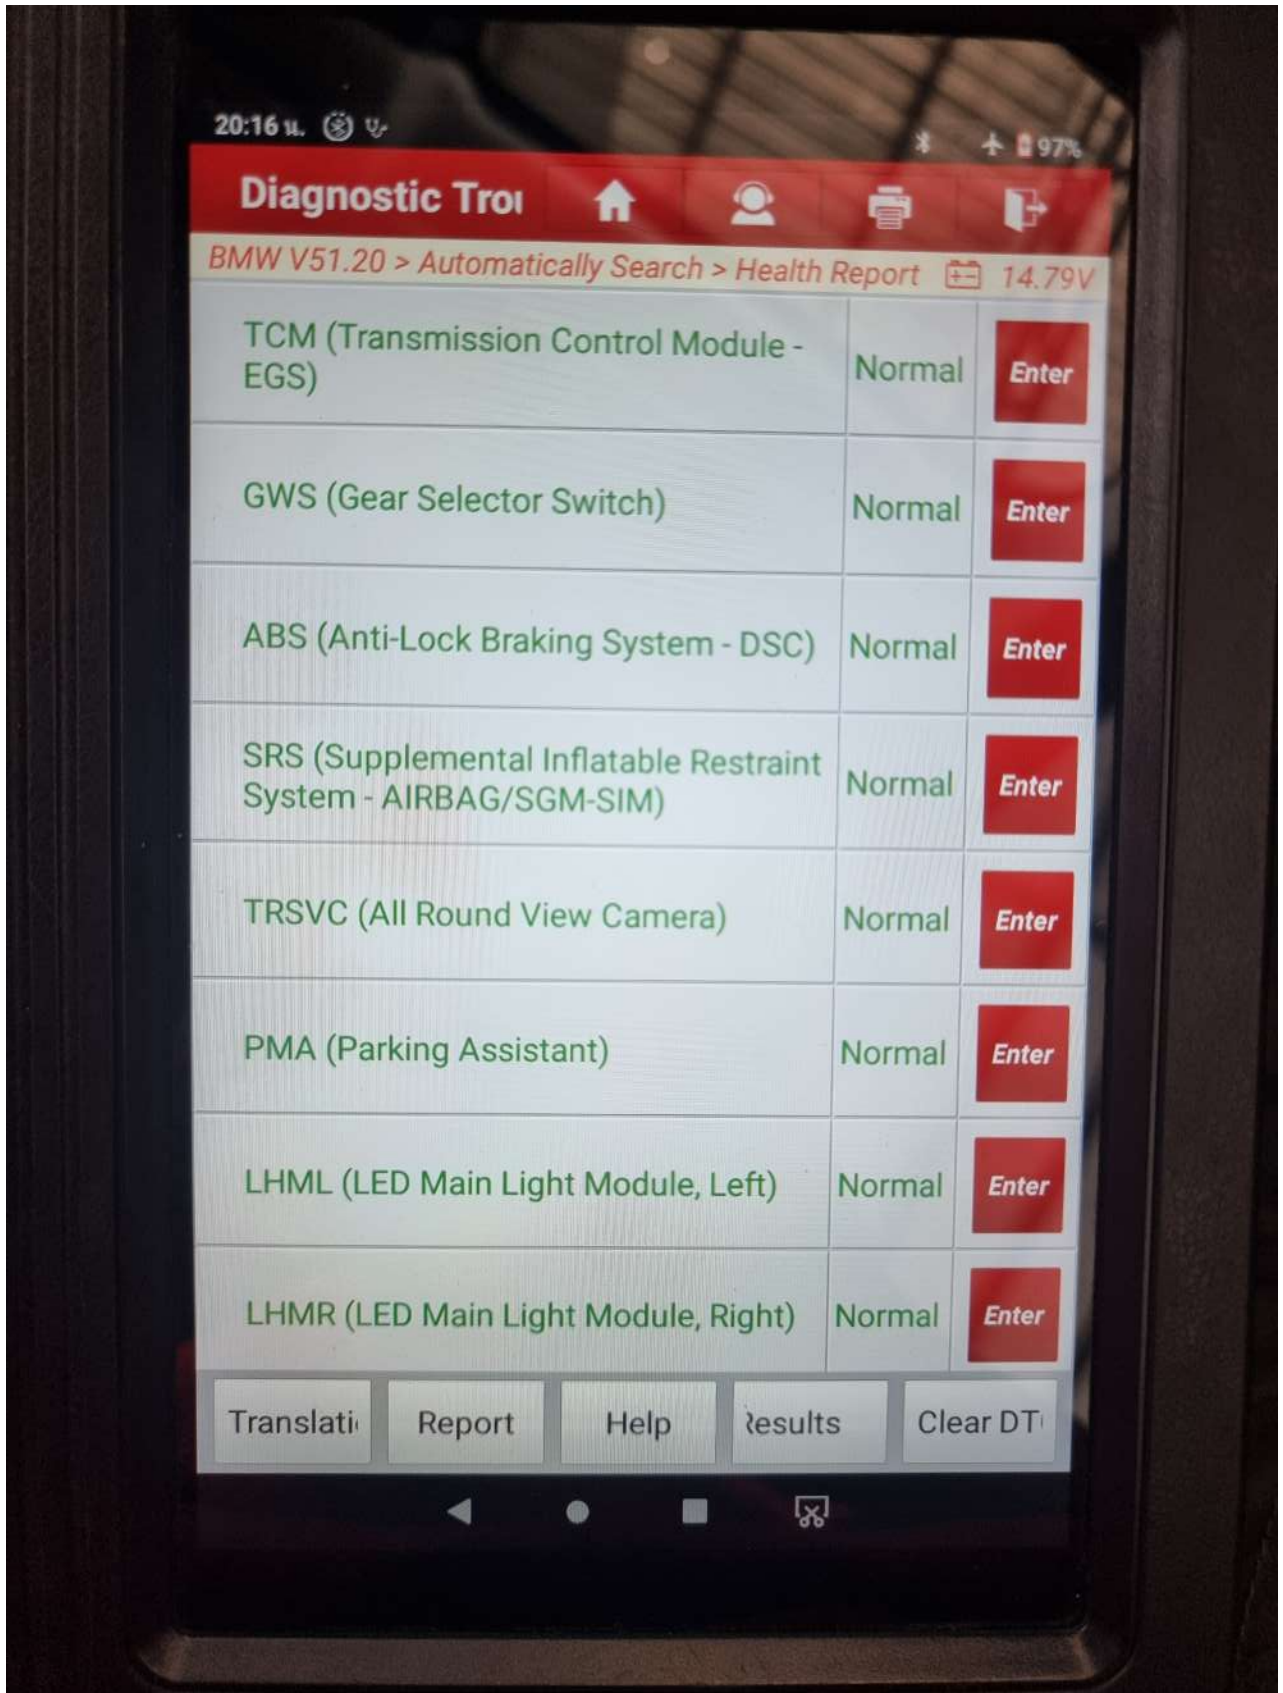 20:16 น.
97%
Diagnostic Trou
BMW V51.20 > Automatically Search > Health Report 14.79V
TCM (Transmission Control Module -
EGS)
Normal
Enter
GWS (Gear Selector Switch)
Normal
Enter
ABS (Anti-Lock Braking System - DSC)
Normal
Enter
SRS (Supplemental Inflatable Restraint
System - AIRBAG/SGM-SIM)
Normal
Enter
TRSVC (All Round View Camera)
Normal
Enter
PMA (Parking Assistant)
Normal
Enter
LHML (LED Main Light Module, Left)
Normal
Enter
LHMR (LED Main Light Module, Right)
Normal
Enter
Translati
Report
Help
Results
Clear DT